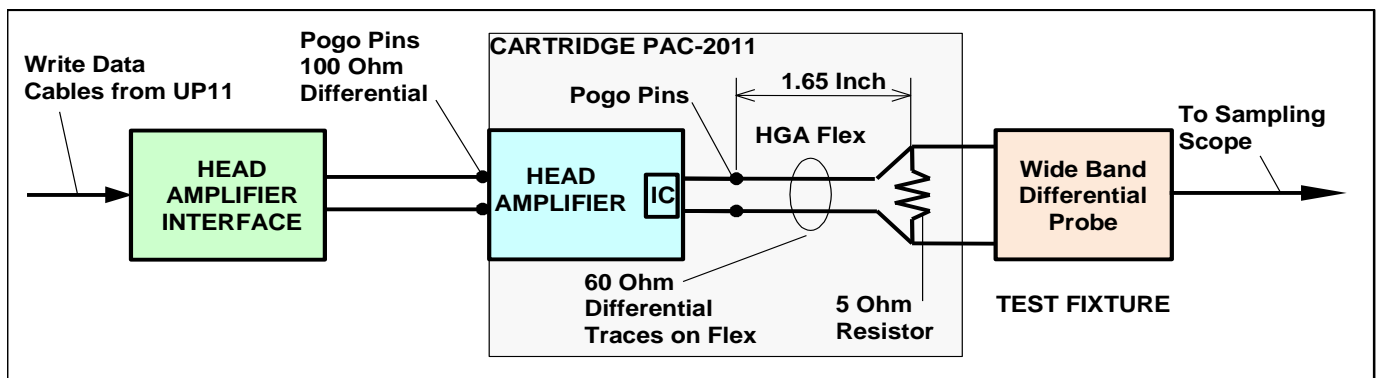 Write Data
Cables from UP11
HEAD
AMPLIFIER
INTERFACE
Pogo Pins
100 Ohm
Differential
CARTRIDGE PAC-2011
HEAD
AMPLIFIER
IC
Pogo Pins
1.65 Inch
HGA Flex
60 Ohm
Differential
Traces on Flex
5 Ohm
Resistor
Wide Band
Differential
Probe
TEST FIXTURE
To Sampling
Scope